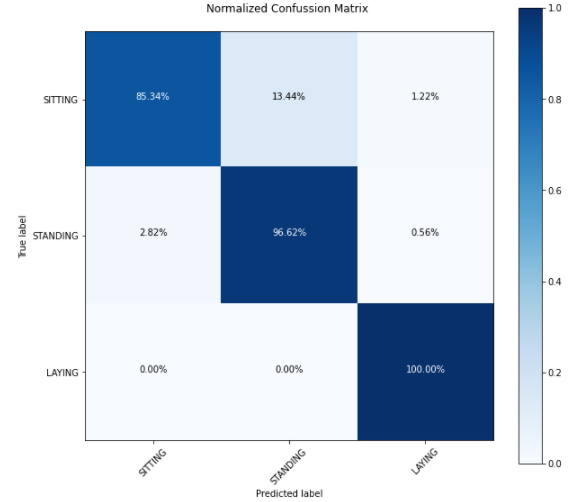 Normalized Confussion Matrix
1.0
SITTING
85.34%
13.44%
1.22%
0.8
0.6
True label
STANDING
2.82%
96.62%
0.56%
0.4
LAYING
0.00%
0.00%
100.00%
0.2
0.0
SITTING
STANDING
LAYING
Predicted label